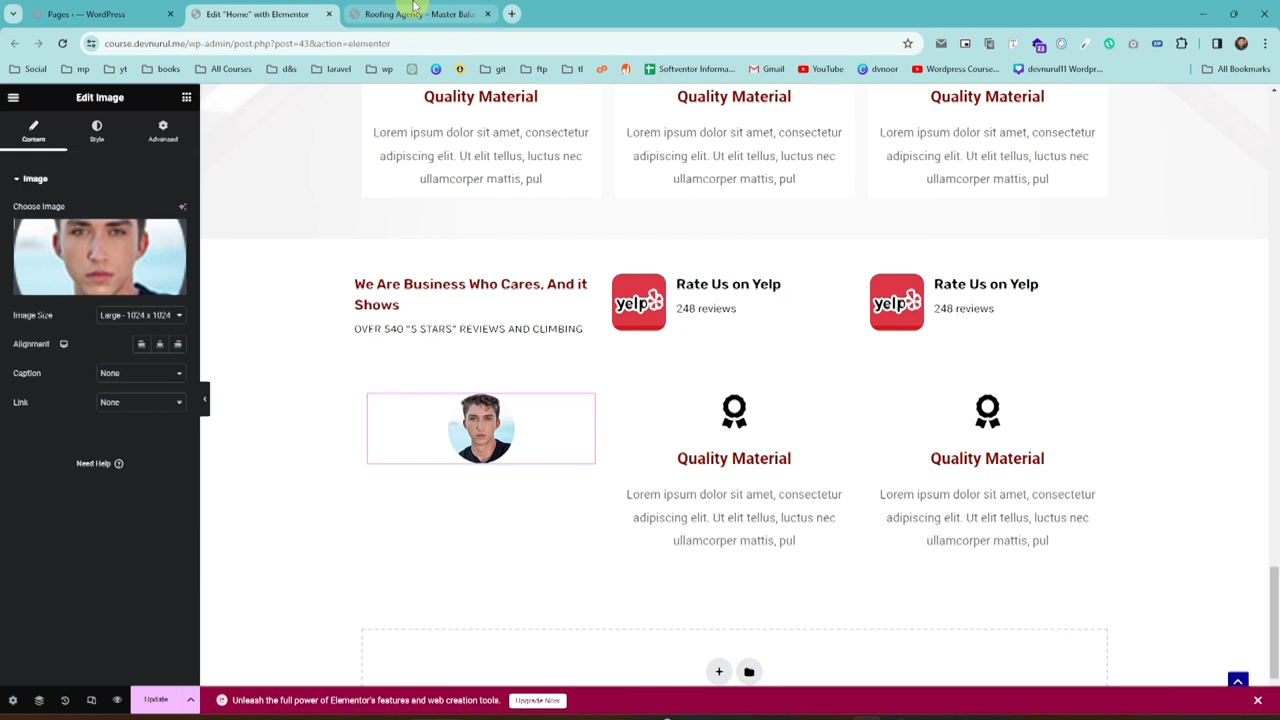 Pages ‹ — WordPress
Edit "Home" with Elementor
Roofing Agency - Master Bala
course.devnurul.me/wp-admin/post.php?post=43&action=elementor
23
Social
mp
yt
books
All Courses
d&s
laravel
wp
git
ftp
tl
Softventor Informa...
Gmail
YouTube
dvnoor
Wordpress Course...
devnurul11 Wordpr...
All Bookmarks
Edit Image
Content
Style
Advanced
Image
Choose Image
Image Size
Large - 1024 x 1024
Alignment
Caption
None
Link
None
Need Help
Update
Quality Material
Lorem ipsum dolor sit amet, consectetur
adipiscing elit. Ut elit tellus, luctus nec
ullamcorper mattis, pul
Quality Material
Lorem ipsum dolor sit amet, consectetur
adipiscing elit. Ut elit tellus, luctus nec
ullamcorper mattis, pul
Quality Material
Lorem ipsum dolor sit amet, consectetur
adipiscing elit. Ut elit tellus, luctus nec
ullamcorper mattis, pul
We Are Business Who Cares, And it
Shows
OVER 540 "5 STARS" REVIEWS AND CLIMBING
yelp
Rate Us on Yelp
248 reviews
yelp
Rate Us on Yelp
248 reviews
Quality Material
Lorem ipsum dolor sit amet, consectetur
adipiscing elit. Ut elit tellus, luctus nec
ullamcorper mattis, pul
Quality Material
Lorem ipsum dolor sit amet, consectetur
adipiscing elit. Ut elit tellus, luctus nec
ullamcorper mattis, pul
Unleash the full power of Elementor's features and web creation tools.
Upgrade Now